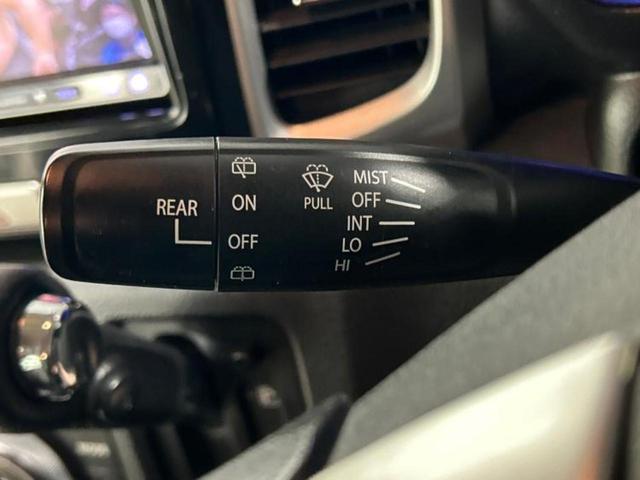 REAR
ON
OFF
PULL
MIST
OFF
INT
LO
HI